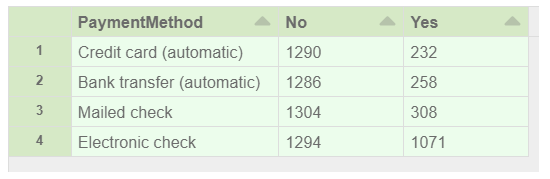 PaymentMethod No Yes
1 Credit card (automatic) 1290 232
2 Bank transfer (automatic) 1286 258
3 Mailed check 1304 308
4 Electronic check 1294 1071